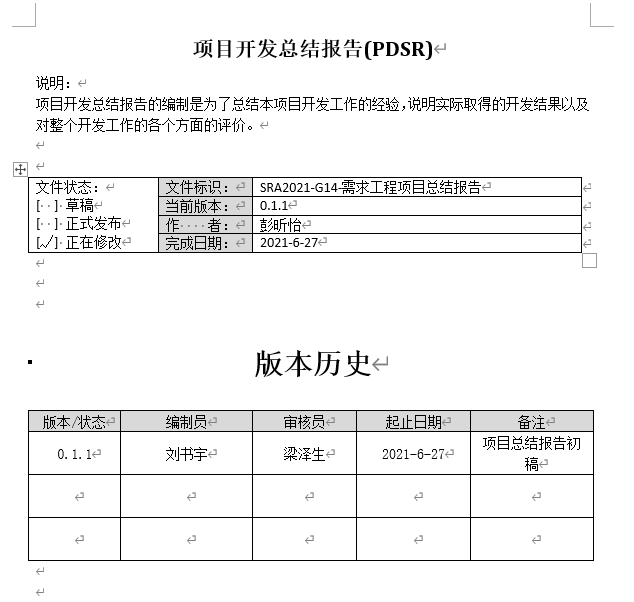 项目开发总结报告(PDSR)
说明：
项目开发总结报告的编制是为了总结本项目开发工作的经验,说明实际取得的开发结果以及
对整个开发工作的各个方面的评价。
文件状态：
[  ] 草稿
[  ] 正式发布
[√] 正在修改
文件标识： SRA2021-G14-需求工程项目总结报告
当前版本： 0.1.1
作    者： 彭昕怡
完成日期： 2021-6-27
版本历史
版本/状态 编制员 审核员 起止日期 备注
0.1.1 刘书宇 梁泽生 2021-6-27 项目总结报告初
稿